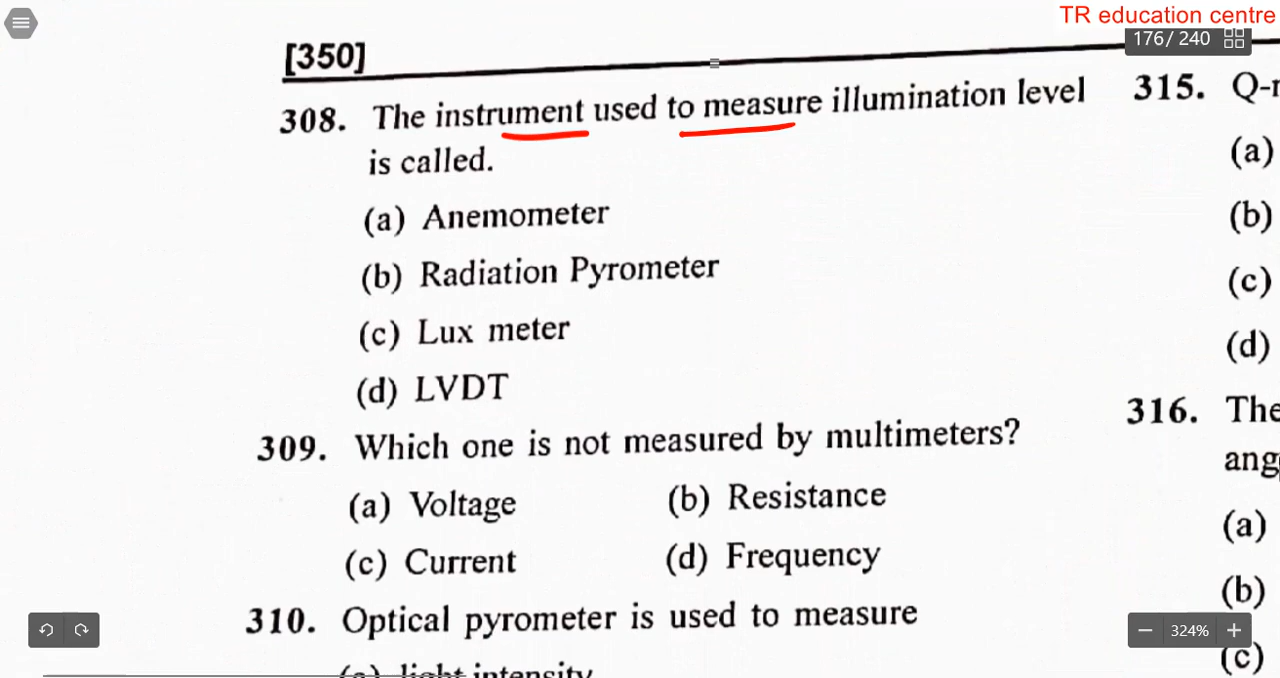 TR education centre
176/ 240
[350]
308. The instrument used to measure illumination level
is called.
(a) Anemometer
(b) Radiation Pyrometer
(c) Lux meter
(d) LVDT
309. Which one is not measured by multimeters?
(a) Voltage (b) Resistance
(c) Current (d) Frequency
310. Optical pyrometer is used to measure
(a) light intensity
315.
(a)
(b)
(c)
(d)
316. The
(a)
(b)
(c)
324%